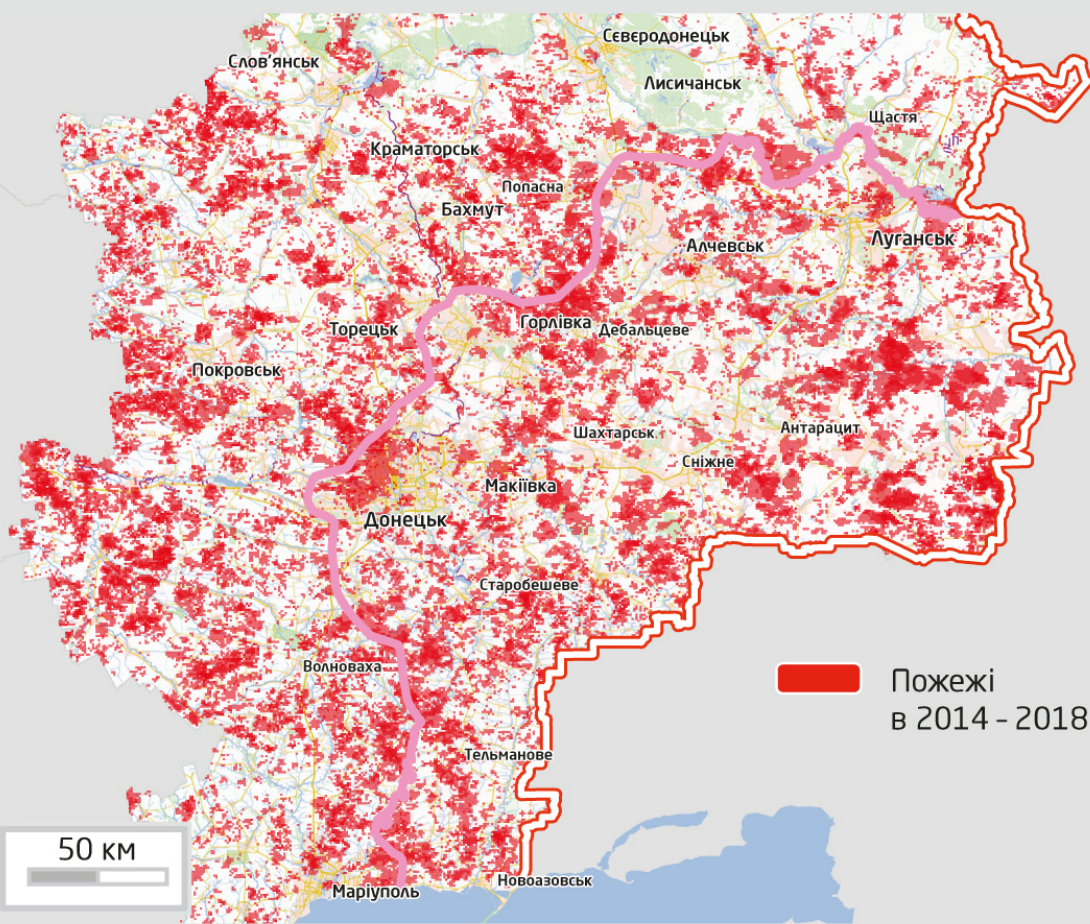 Сєвєродонецьк
Слов'янськ
Лисичанськ
Щастя
Краматорськ
Попасна
Бахмут
Луганськ
Алчевськ
Горлівка
Дебальцеве
Торецьк
Покровськ
Антарацит
Шахтарськ
Сніжне
Макіївка
Донецьк
Старобешеве
Волноваха
Пожежі
в 2014 - 2018
Тельманове
50 км
Новоазовськ
Маріуполь